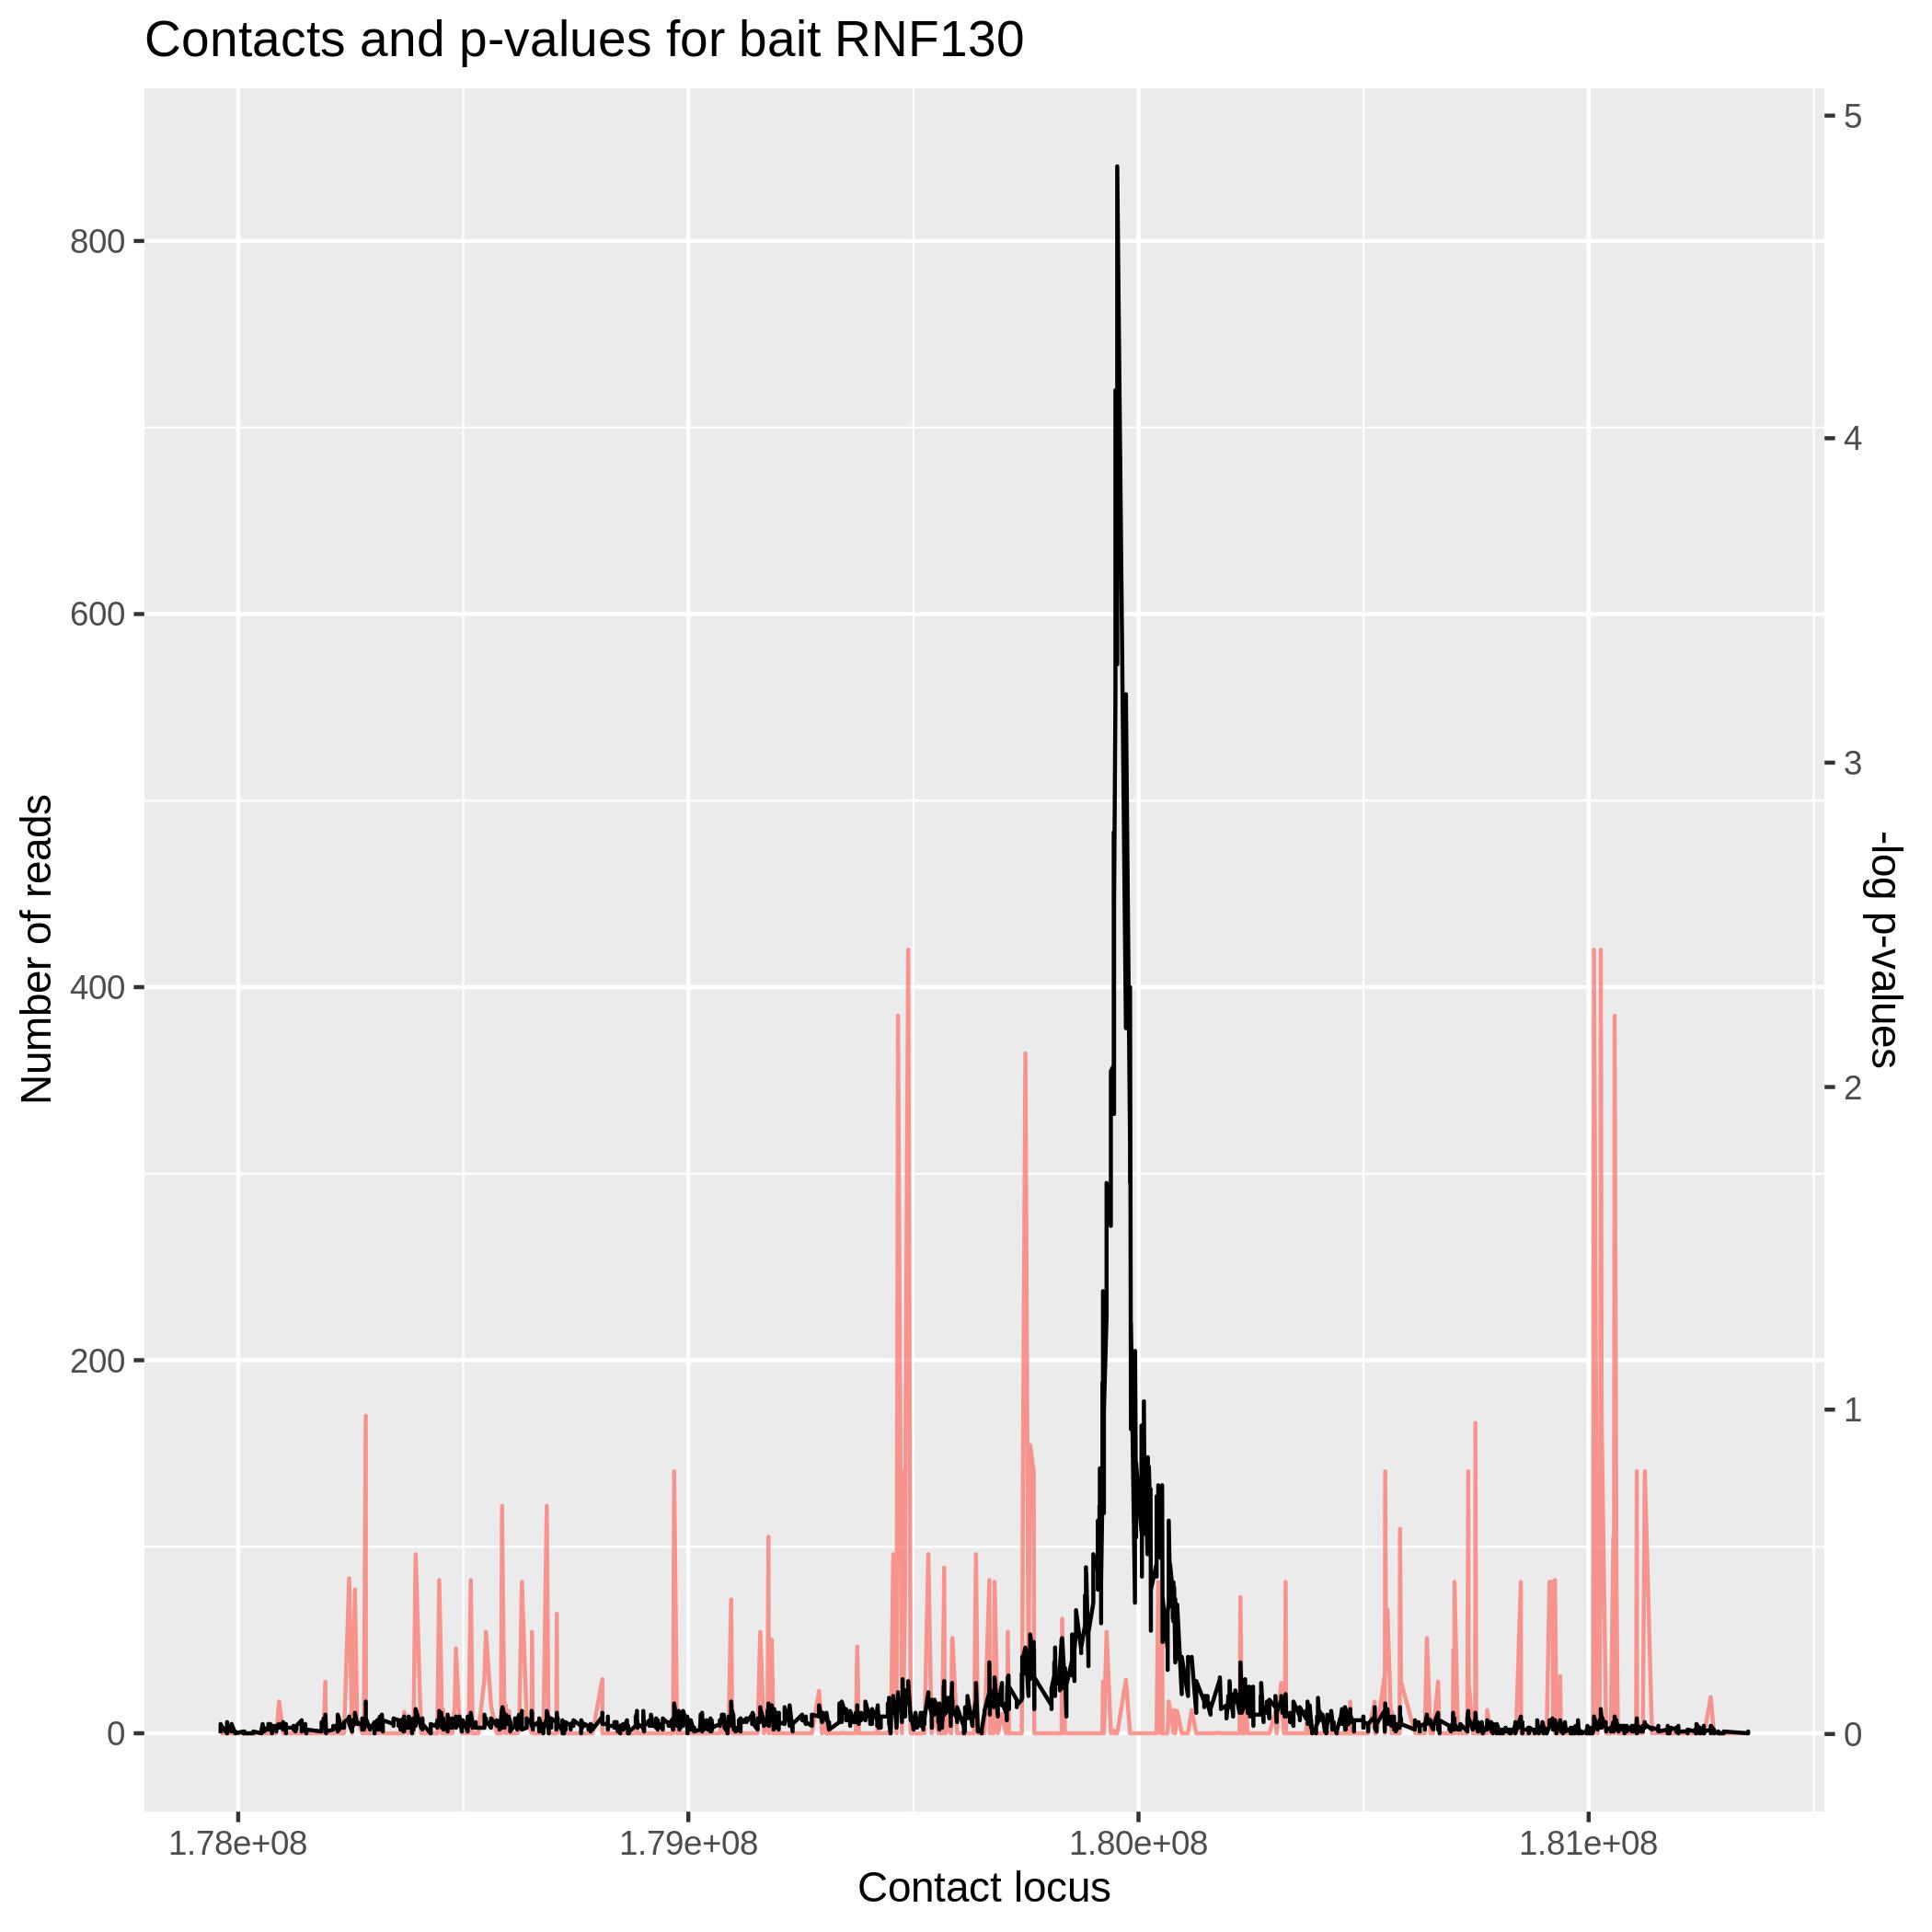 Contacts and p-values for bait RNF130
5
800
4
600
3
Number of reads
-log p-values
400
2
200
1
0
0
1.78e+08
1.79e+08
1.80e+08
1.81e+08
Contact locus